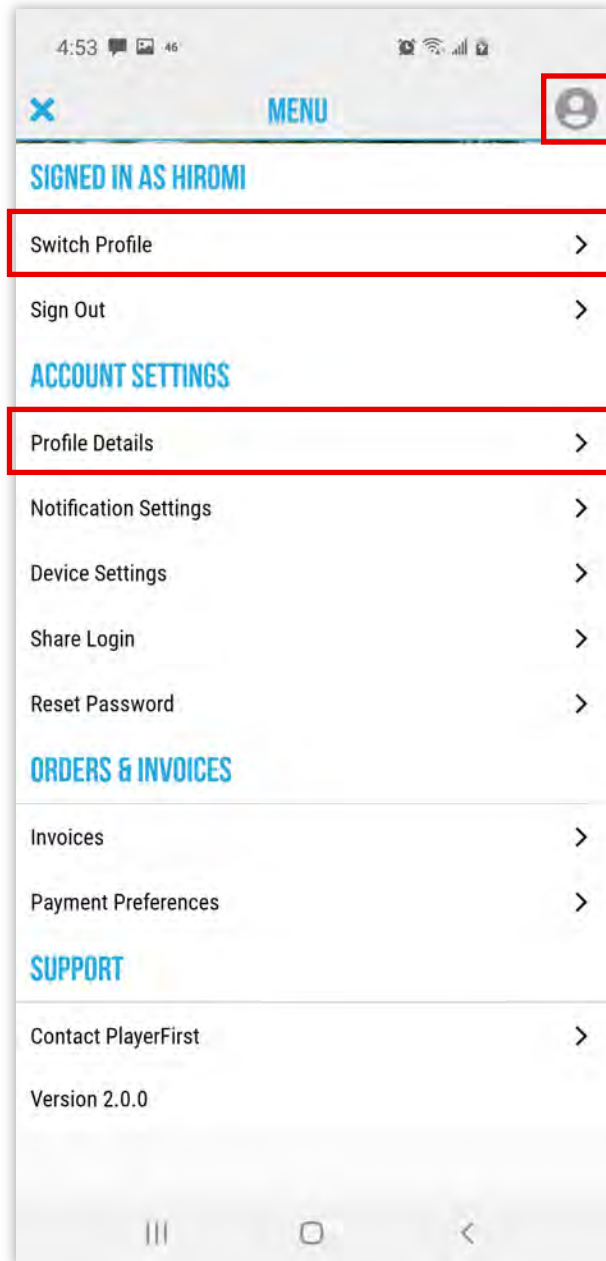 4:53 46
MENU
SIGNED IN AS HIROMI
Switch Profile
Sign Out
ACCOUNT SETTINGS
Profile Details
Notification Settings
Device Settings
Share Login
Reset Password
ORDERS & INVOICES
Invoices
Payment Preferences
SUPPORT
Contact PlayerFirst
Version 2.0.0